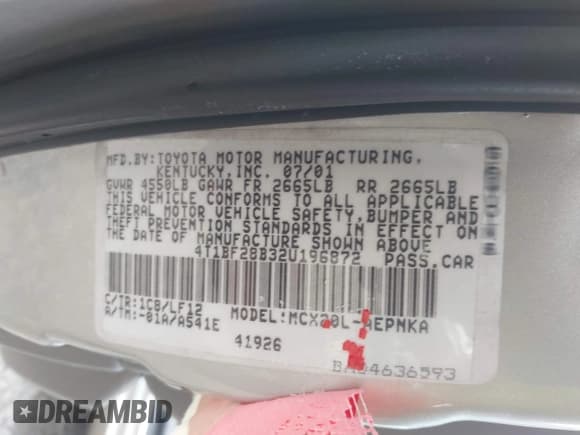 MFD.BY:TOYOTA MOTOR MANUFACTURING,
KENTUCKY,INC. 07/01
GVWR 4550LB GAWR FR 2665LB RR 2665LB
THIS VEHICLE CONFORMS TO ALL APPLICABLE
FEDERAL MOTOR VEHICLE SAFETY,BUMPER AND
THEFT PREVENTION STANDARDS IN EFFECT ON
THE DATE OF MANUFACTURE SHOWN ABOVE.
4T1BF28B32U196872 PASS.CAR
C/TR:1C8/LF12 MODEL:MCX20L-AEPNKA
A/TM:-01A/A541E
41926
4636593
DREAMBID